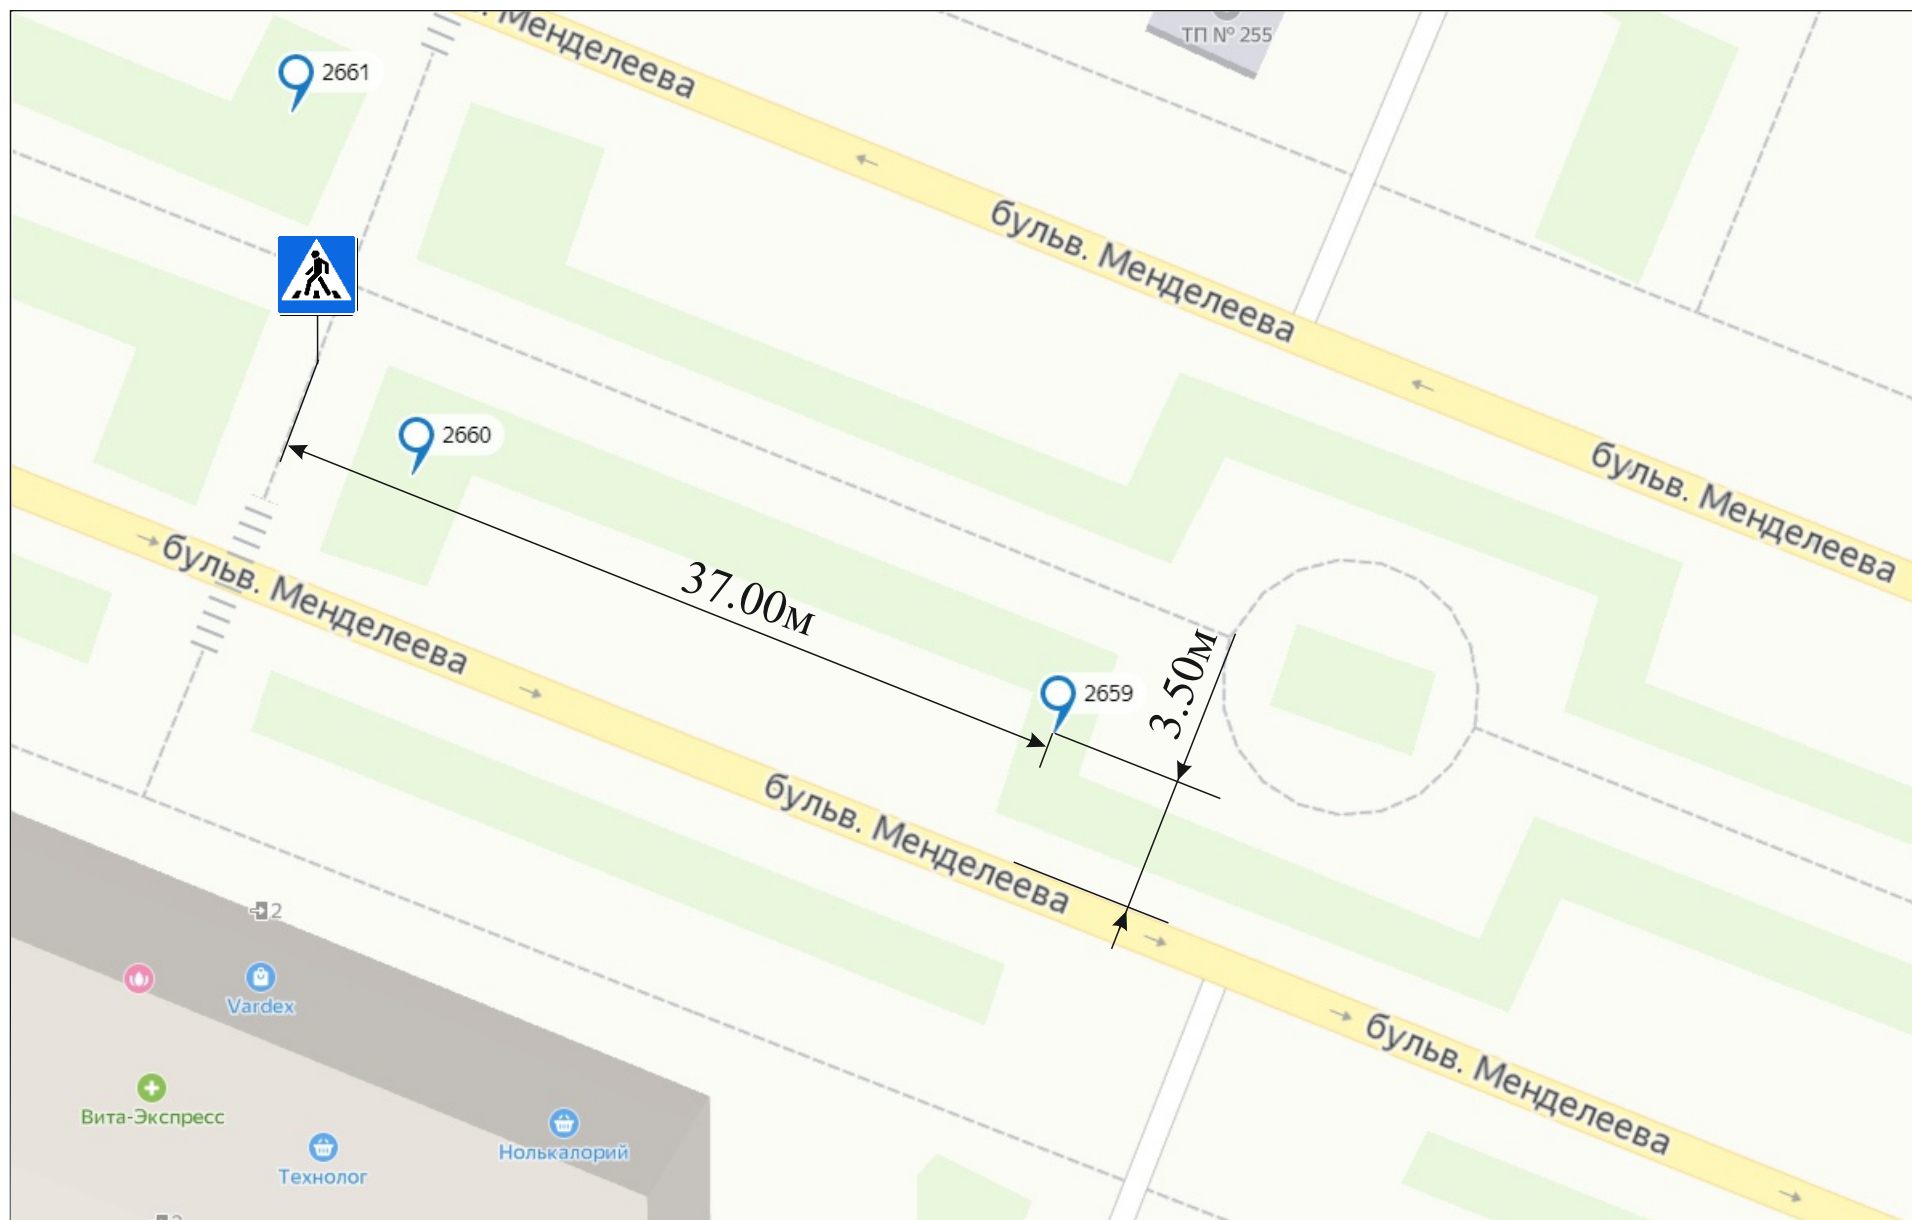 . Менделеева
ТП № 255
2661
бульв. Менделеева
2660
бульв. Менделеева
бульв. Менделеева
37.00м
3.50м
2659
бульв. Менделеева
2
Vardex
бульв. Менделеева
Вита-Экспресс
Нолькалорий
Технолог